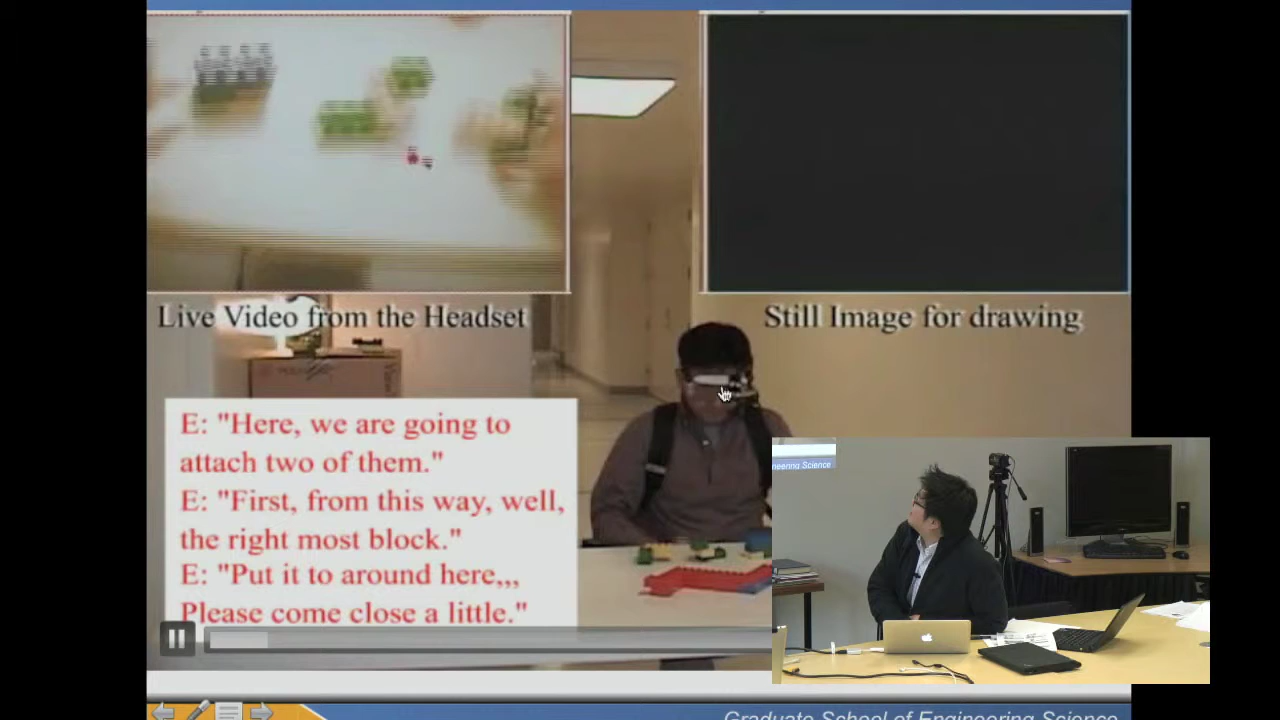 Live Video from the Headset
Still Image for drawing
E: "Here, we are going to
attach two of them."
E: "First, from this way, well,
the right most block."
E: "Put it to around here,,,
Please come close a little."
neering Science
Graduate School of Engineering Science